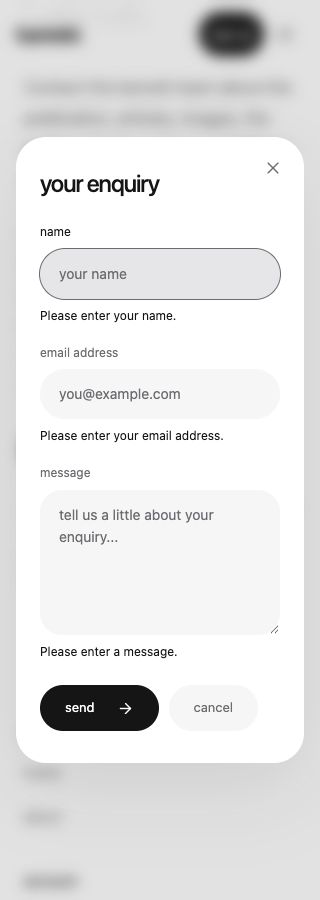 your enquiry
name
your name
Please enter your name.
email address
you@example.com
Please enter your email address.
message
tell us a little about your
enquiry...
Please enter a message.
send
cancel